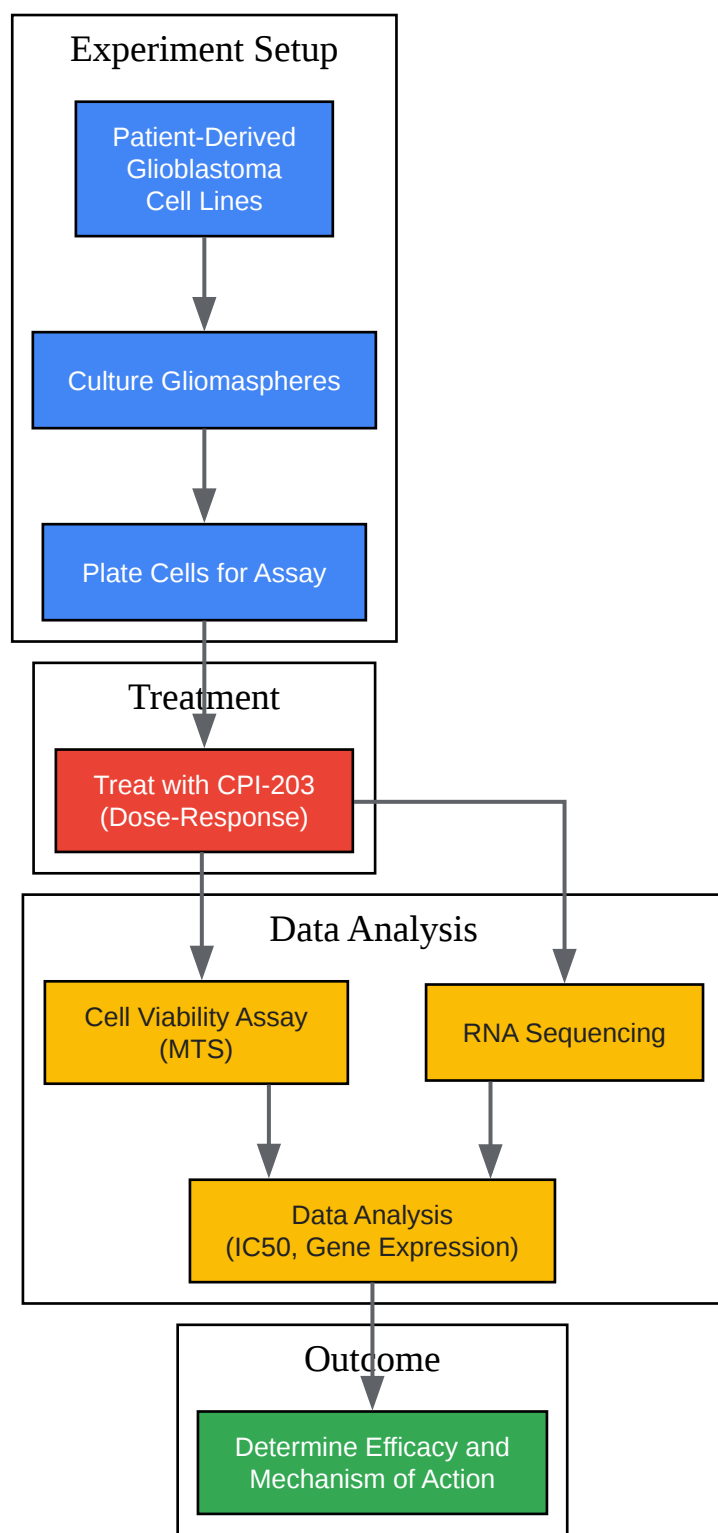 Experiment Setup
Patient-Derived
Glioblastoma
Cell Lines
Culture Gliomaspheres
Plate Cells for Assay
Treatment
Treat with CPI-203
(Dose-Response)
Data Analysis
Cell Viability Assay
(MTS)
RNA Sequencing
Data Analysis
(IC50, Gene Expression)
Outcome
Determine Efficacy and
Mechanism of Action